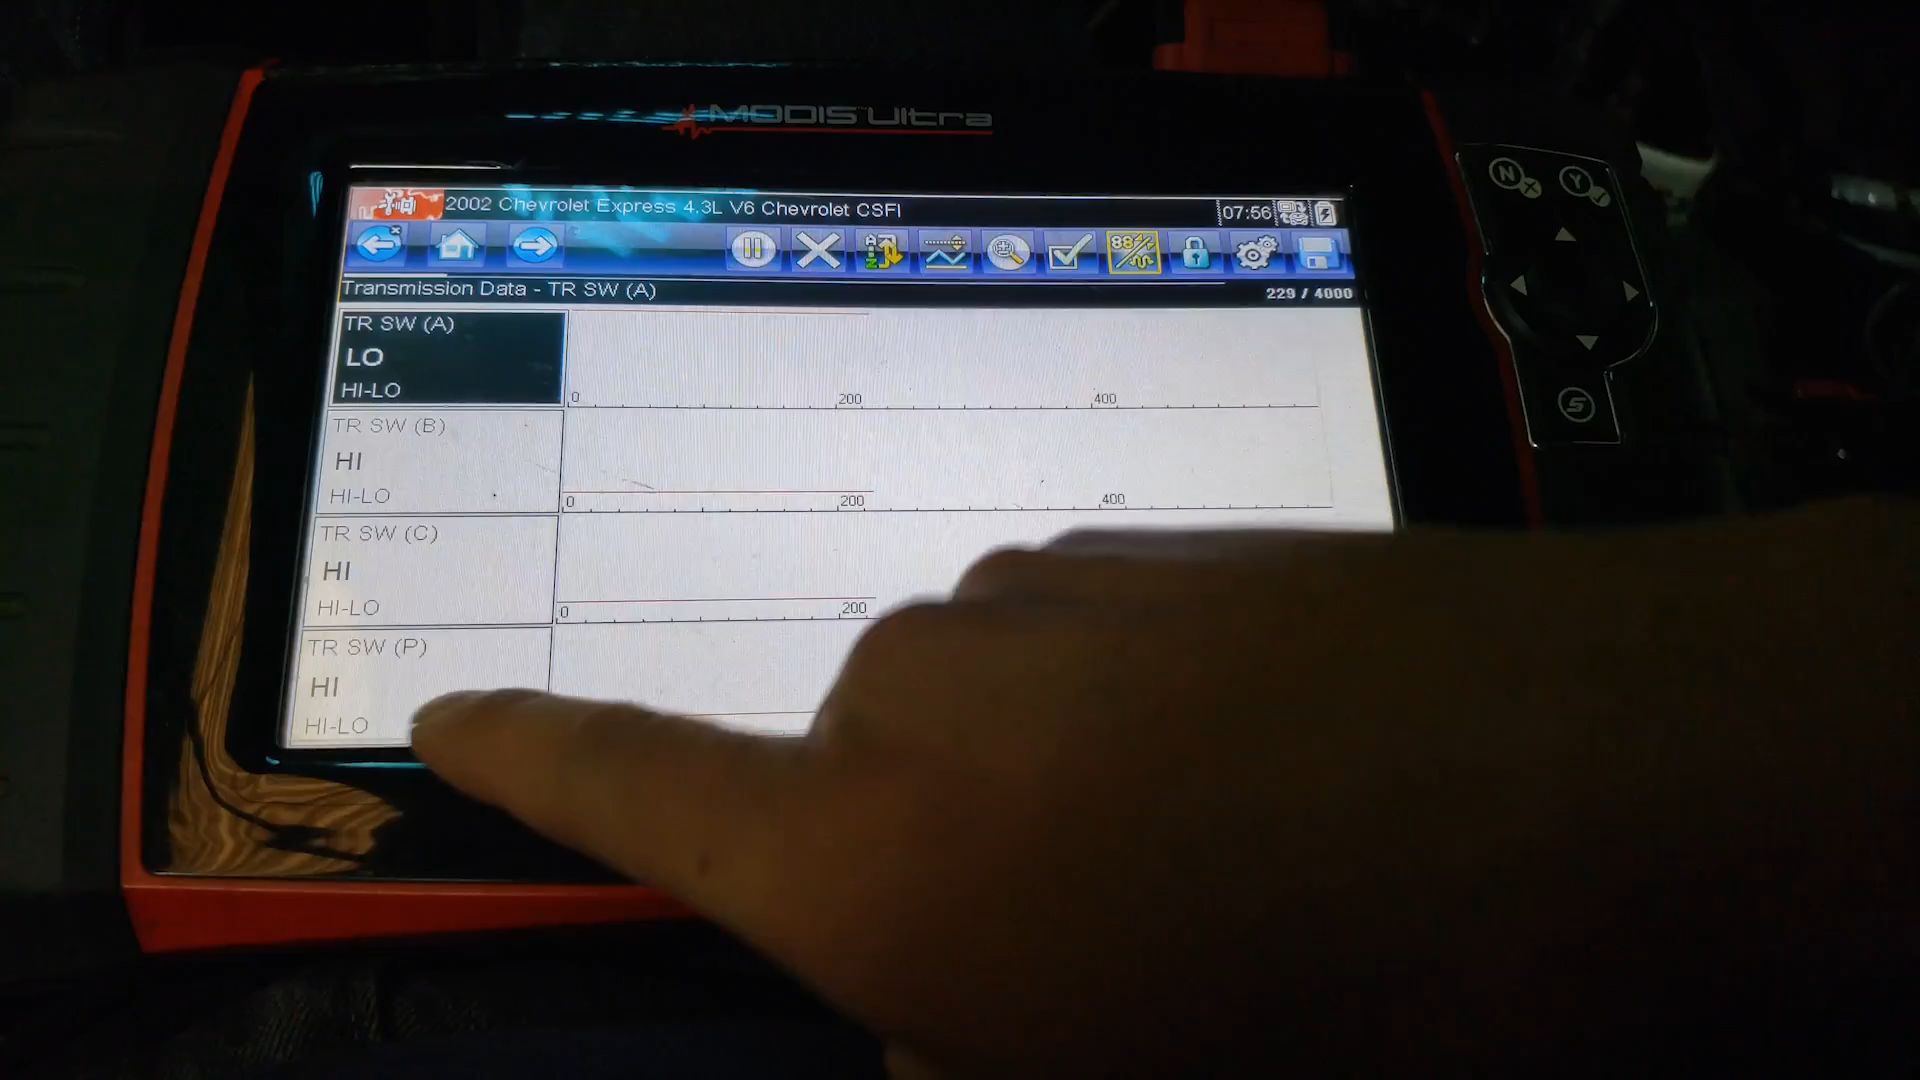 MODIS Ultra
2002 Chevrolet Express 4.3L V6 Chevrolet CSFI
07:56
Transmission Data - TR SW (A)
229 / 4000
TR SW (A)
LO
HI-LO
0 200 400
TR SW (B)
HI
HI-LO
0 200 400
TR SW (C)
HI
HI-LO
0 200
TR SW (P)
HI
HI-LO
N X
Y
S
88
A
Z